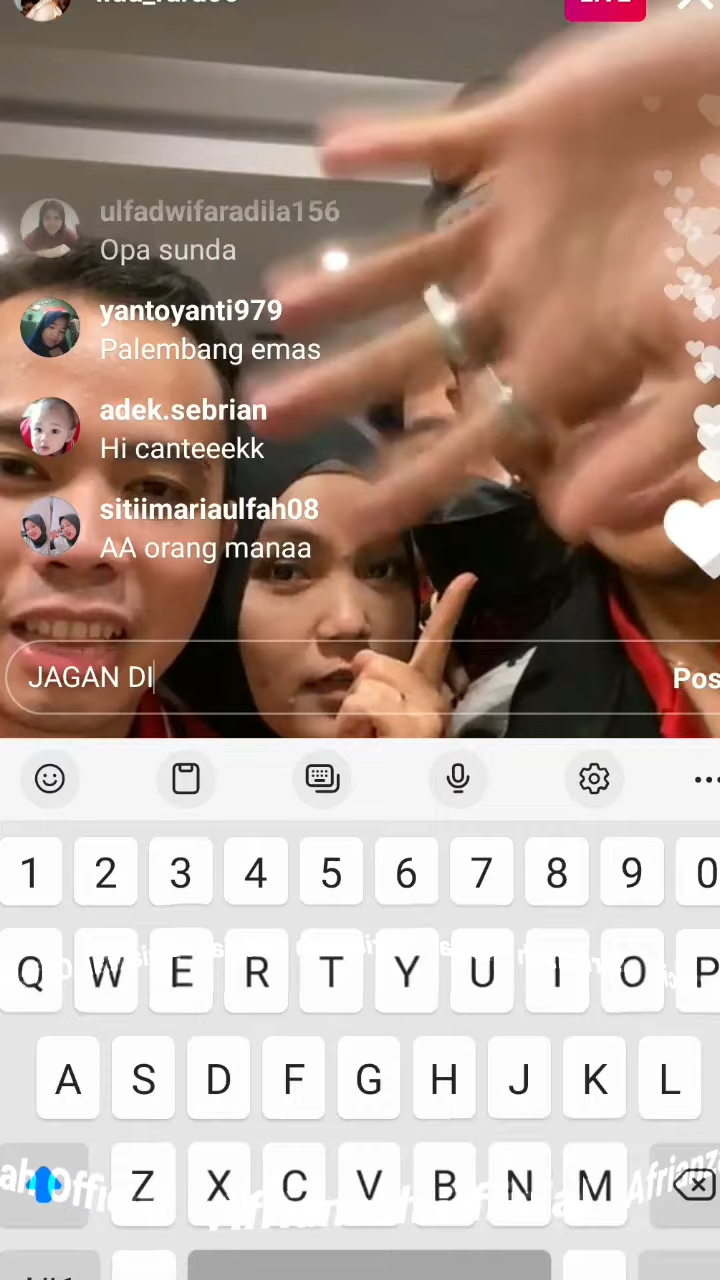 LIVE
ulfadwifaradila156
Opa sunda
yantoyanti979
Palembang emas
adek.sebrian
Hi canteeekk
sitiimariaulfah08
AA orang manaa
JAGAN DI
Pos
1 2 3 4 5 6 7 8 9 0
Q W E R T Y U I O P
A S D F G H J K L
Z X C V B N M